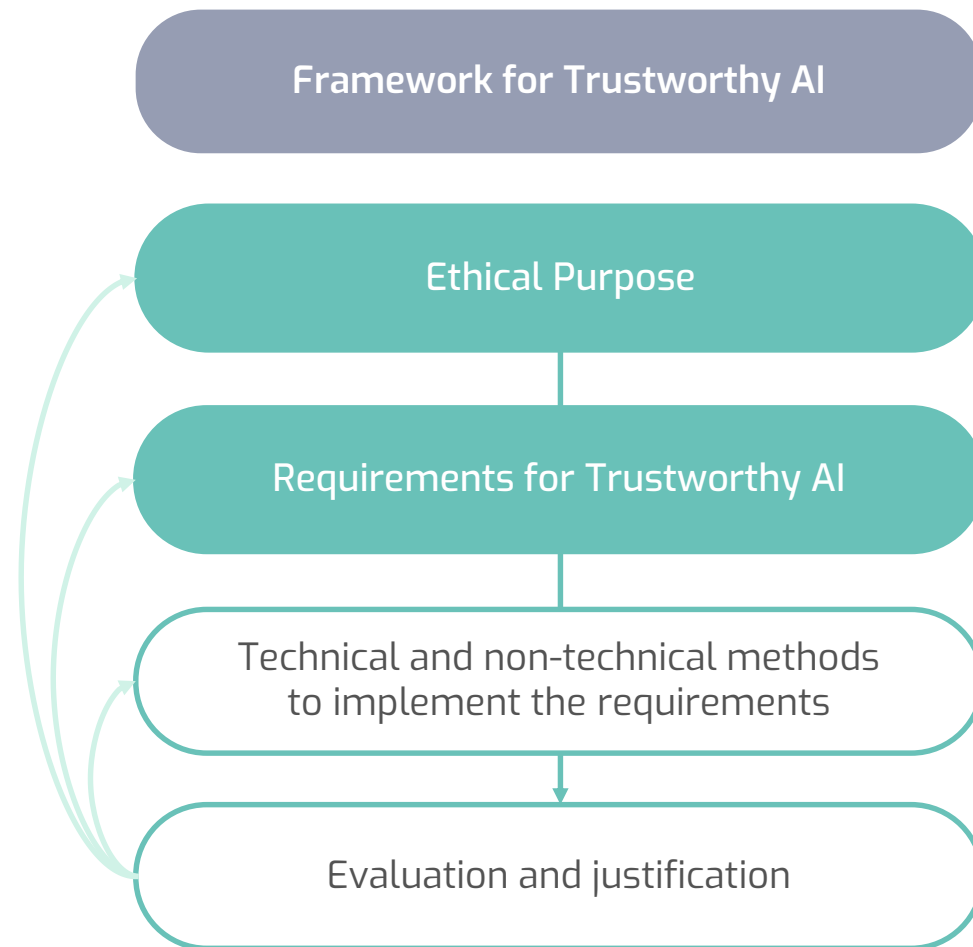 Framework for Trustworthy AI
Ethical Purpose
Requirements for Trustworthy AI
Technical and non-technical methods
to implement the requirements
Evaluation and justification